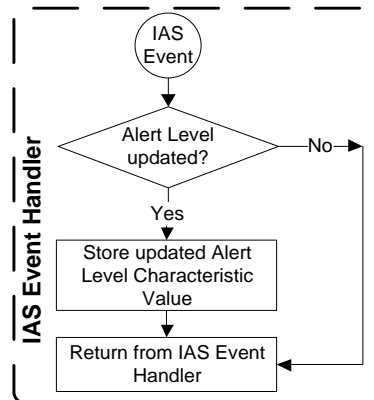 IAS
Event
Alert Level
updated?
No
Yes
Store updated Alert
Level Characteristic
Value
Return from IAS Event
Handler
IAS Event Handler